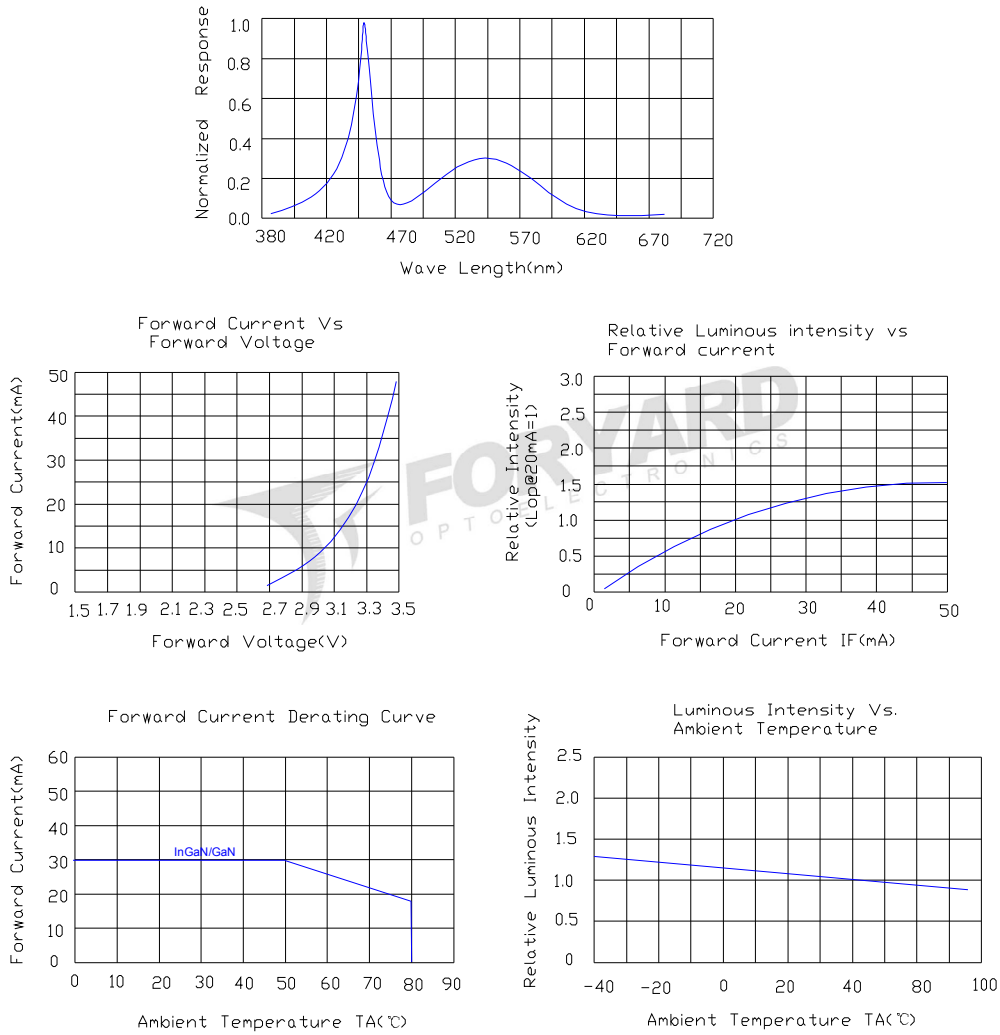 Normalized Response
1.0
0.8
0.6
0.4
0.2
0.0
380 420 470 520 570 620 670 720
Wave Length(nm)
Forward Current Vs
Forward Voltage
Forward Current(mA)
50
40
30
20
10
0
1.5 1.7 1.9 2.1 2.3 2.5 2.7 2.9 3.1 3.3 3.5
Forward Voltage(V)
Relative Luminous intensity vs
Forward current
Relative Intensity
(Lop@20mA=1)
3.0
2.5
2.0
1.5
1.0
0.5
0
0 10 20 30 40 50
Forward Current IF(mA)
FORYARD
OPTOELECTRONICS
Forward Current Derating Curve
Forward Current(mA)
60
50
40
30
20
10
0
InGaN/GaN
0 10 20 30 40 50 60 70 80 90
Ambient Temperature TA(℃)
Luminous Intensity Vs.
Ambient Temperature
Relative Luminous Intensity
2.5
2.0
1.5
1.0
0.5
0
-40 -20 0 20 40 60 80 100
Ambient Temperature TA(℃)